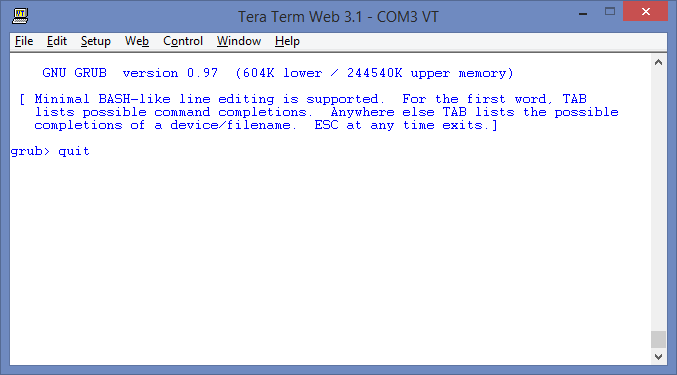 Tera Term Web 3.1 - COM3 VT
File Edit Setup Web Control Window Help
GNU GRUB version 0.97 (604K lower / 244540K upper memory)
[ Minimal BASH-like line editing is supported. For the first word, TAB
lists possible command completions. Anywhere else TAB lists the possible
completions of a device/filename. ESC at any time exits.]
grub> quit